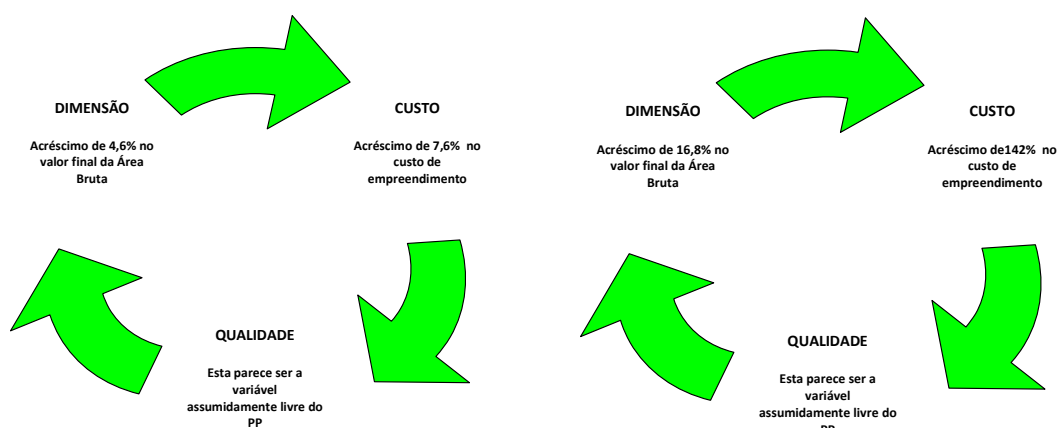 DIMENSÃO
Acréscimo de 4,6% no
valor final da Área
Bruta
CUSTO
Acréscimo de 7,6% no
custo de
empreendimento
QUALIDADE
Esta parece ser a
variável
assumidamente livre do
PP
DIMENSÃO
Acréscimo de 16,8% no
valor final da Área
Bruta
CUSTO
Acréscimo de142% no
custo de
empreendimento
QUALIDADE
Esta parece ser a
variável
assumidamente livre do